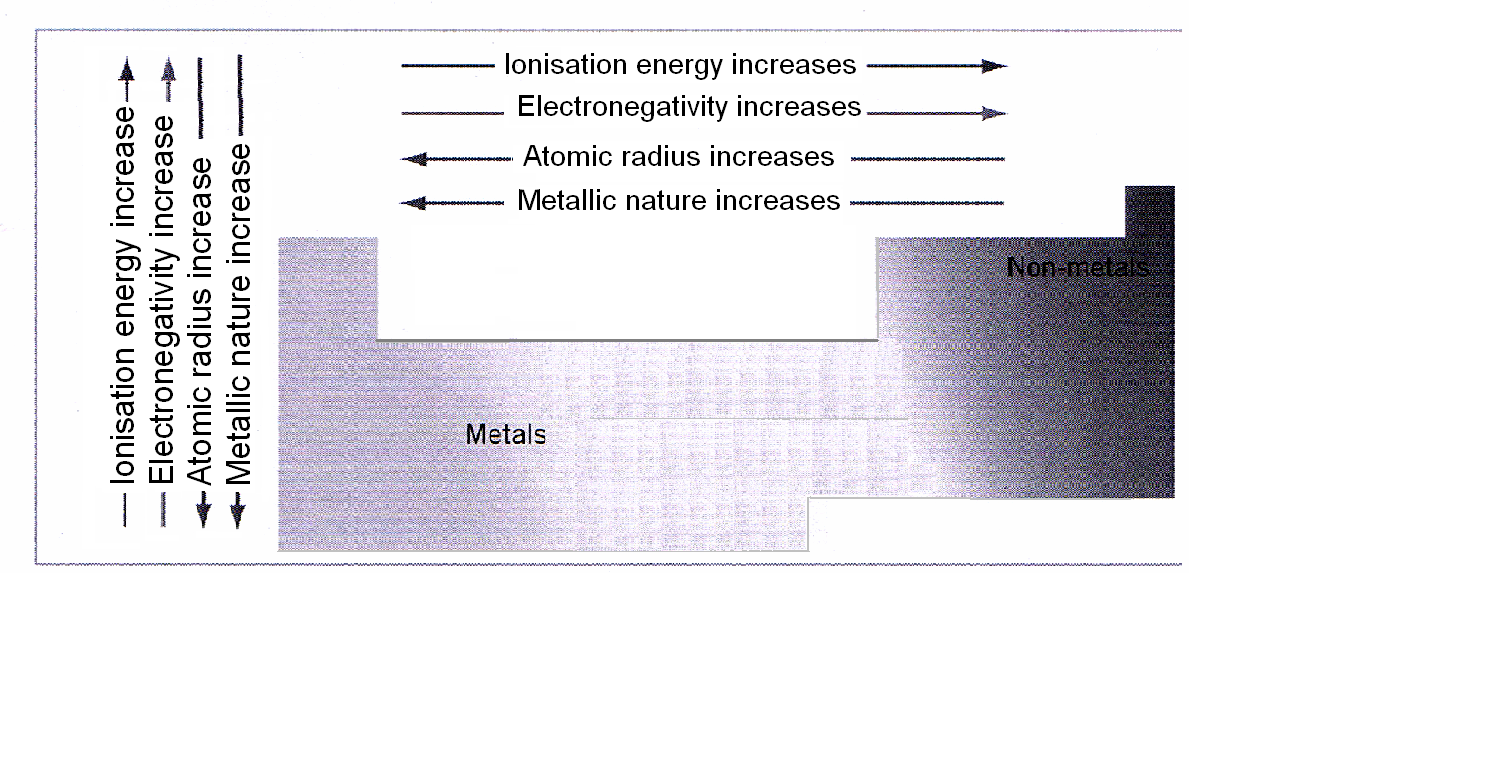 Ionisation energy increases
Electronegativity increases
Atomic radius increases
Metallic nature increases
Ionisation energy increase
Electronegativity increase
Atomic radius increase
Metallic nature increase
Non-metals
Metals